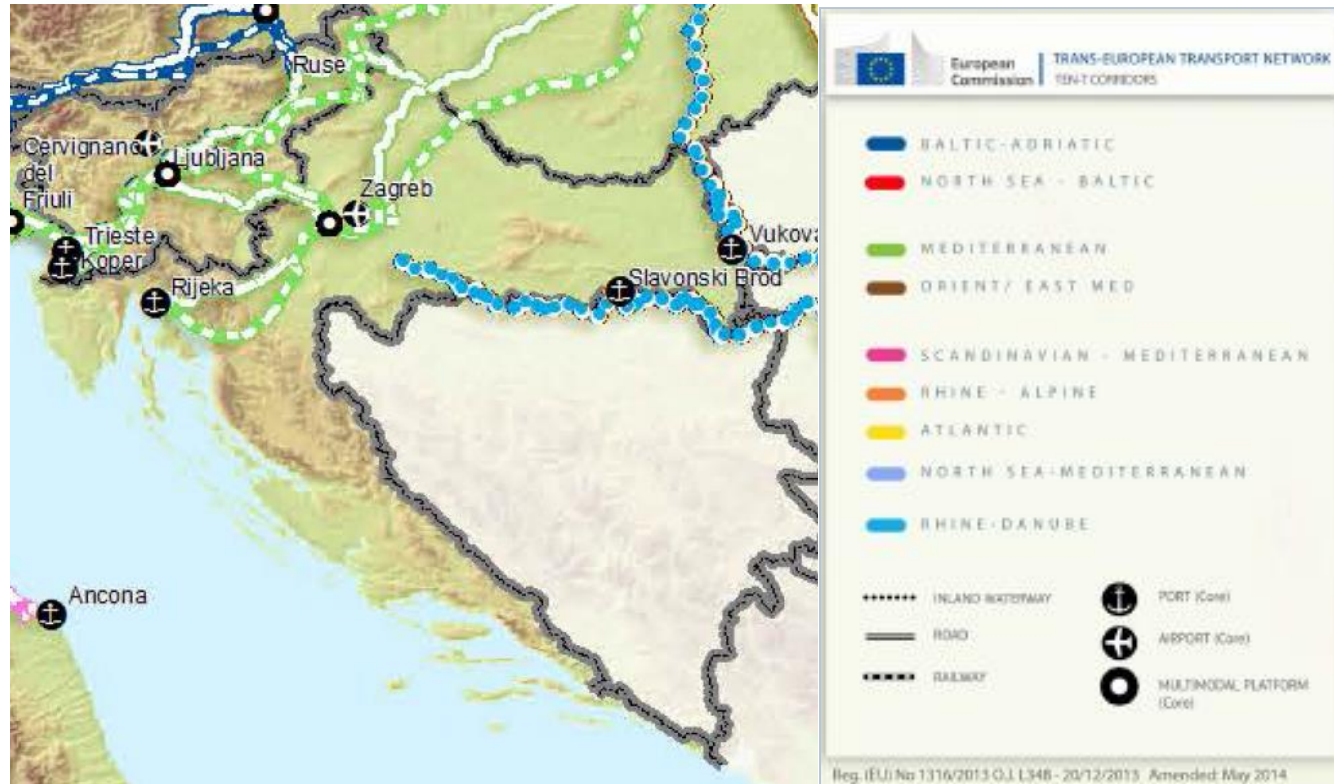 Ruse
Cervignano
del
Friuli
Ljubljana
Zagreb
Trieste
Koper
Rijeka
Vukova
Slavonski Brod
Ancona
European
Commission
TRANS-EUROPEAN TRANSPORT NETWORK
TEN-T CORRIDORS
BALTIC-ADRIATIC
NORTH SEA - BALTIC
MEDITERRANEAN
ORIENT/ EAST MED
SCANDINAVIAN - MEDITERRANEAN
RHINE - ALPINE
ATLANTIC
NORTH SEA-MEDITERRANEAN
RHINE-DANUBE
INLAND WATERWAY
PORT (Core)
ROAD
AIRPORT (Core)
RAILWAY
MULTIMODAL PLATFORM
(Core)
Reg. (EU) No 1316/2013 O.J. L348 - 20/12/2013 Amended: May 2014